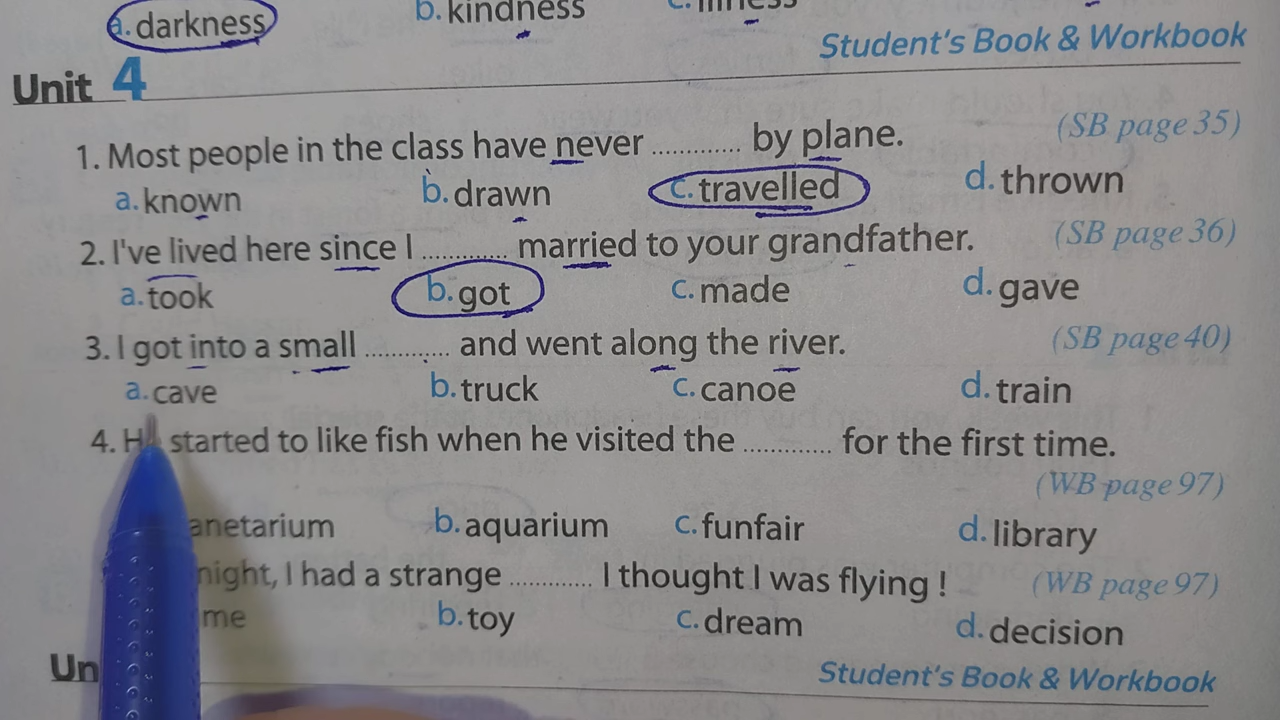 a. darkness b. kindness c. illness
Student's Book & Workbook
Unit 4
1. Most people in the class have never ............ by plane. (SB page 35)
a. known b. drawn c. travelled d. thrown
2. I've lived here since I ............ married to your grandfather. (SB page 36)
a. took b. got c. made d. gave
3. I got into a small ............ and went along the river. (SB page 40)
a. cave b. truck c. canoe d. train
4. started to like fish when he visited the ............ for the first time.
(WB page 97)
anetarium b. aquarium c. funfair d. library
night, I had a strange ............ I thought I was flying ! (WB page 97)
me b. toy c. dream d. decision
Un
Student's Book & Workbook